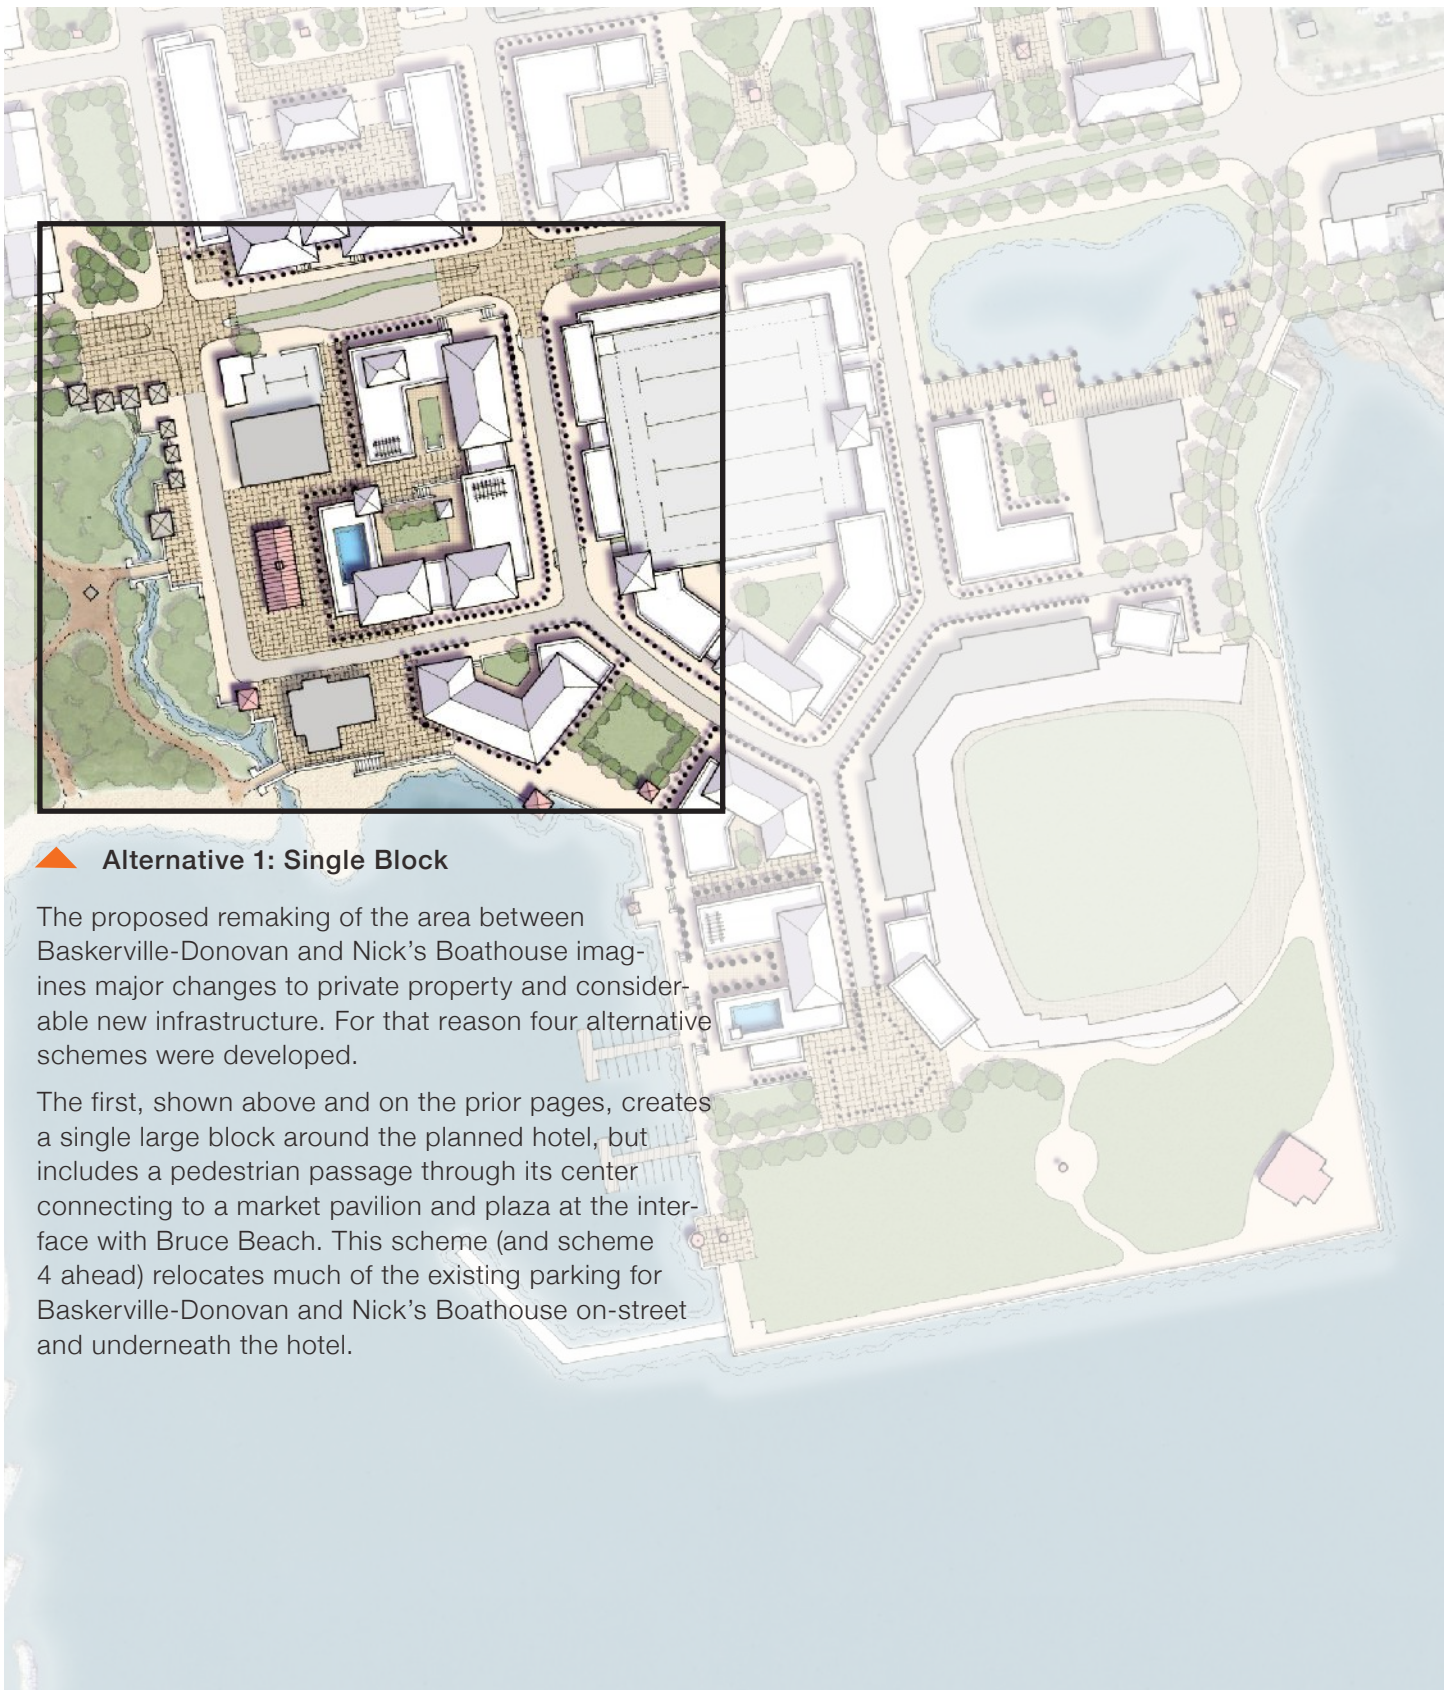 Alternative 1: Single Block
The proposed remaking of the area between
Baskerville-Donovan and Nick’s Boathouse imag-
ines major changes to private property and consider-
able new infrastructure. For that reason four alternative
schemes were developed.
The first, shown above and on the prior pages, creates
a single large block around the planned hotel, but
includes a pedestrian passage through its center
connecting to a market pavilion and plaza at the inter-
face with Bruce Beach. This scheme (and scheme
4 ahead) relocates much of the existing parking for
Baskerville-Donovan and Nick’s Boathouse on-street
and underneath the hotel.